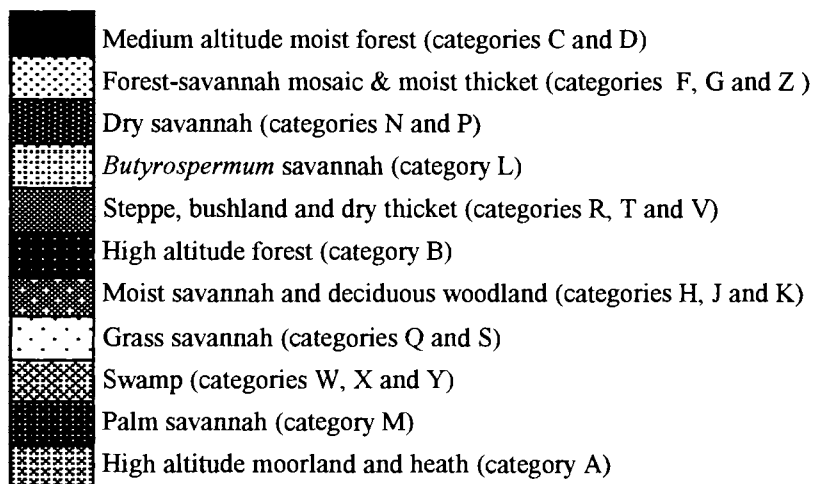 Medium altitude moist forest (categories C and D)
Forest-savannah mosaic & moist thicket (categories F, G and Z )
Dry savannah (categories N and P)
Butyrospermum savannah (category L)
Steppe, bushland and dry thicket (categories R, T and V)
High altitude forest (category B)
Moist savannah and deciduous woodland (categories H, J and K)
Grass savannah (categories Q and S)
Swamp (categories W, X and Y)
Palm savannah (category M)
High altitude moorland and heath (category A)